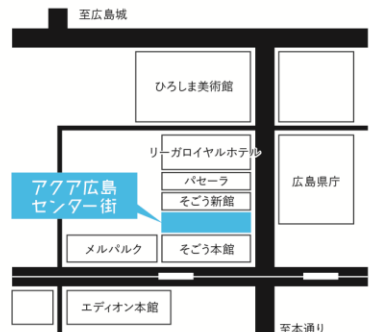 至広島城
ひろしま美術館
リーガロイヤルホテル
パセーラ
広島県庁
そごう新館
アクア広島
センター街
メルパルク
そごう本館
エディオン本館
至本通り